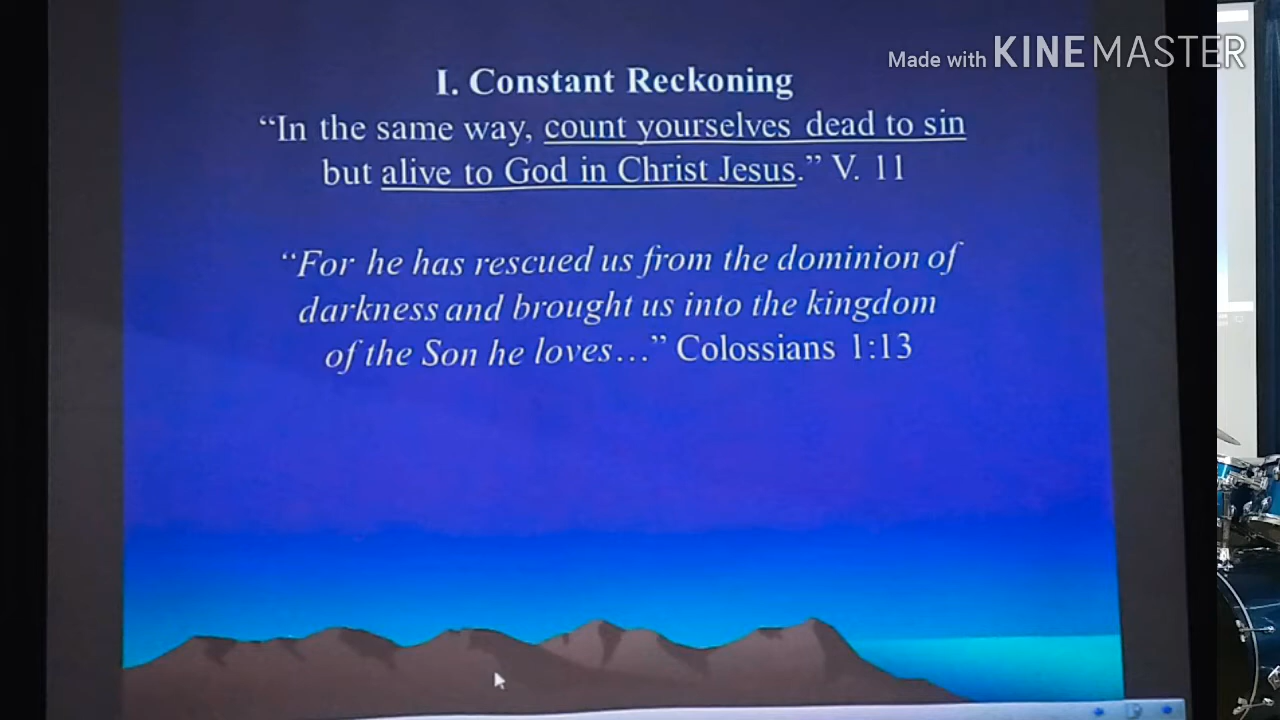 Made with KINEMASTER
I. Constant Reckoning
“In the same way, count yourselves dead to sin
but alive to God in Christ Jesus.” V. 11
“For he has rescued us from the dominion of
darkness and brought us into the kingdom
of the Son he loves…” Colossians 1:13